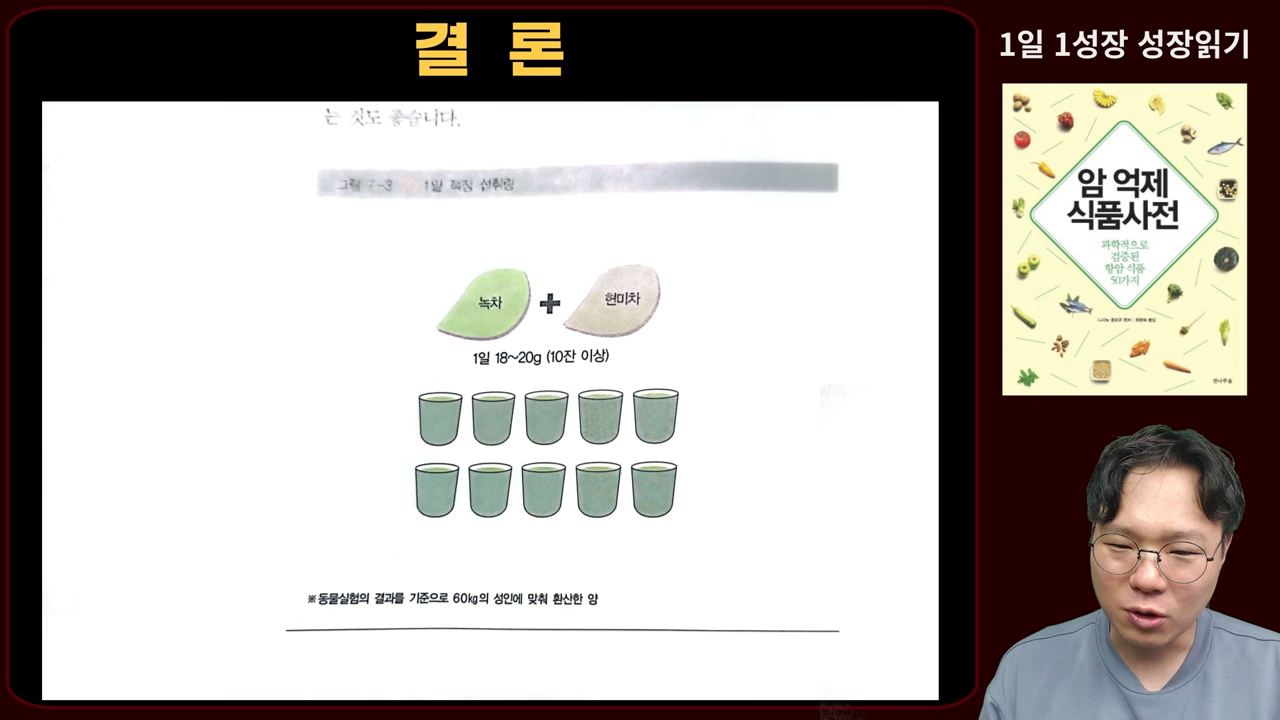 결 론
는 것도 좋습니다.
그림 7-3 1일 적정 섭취량
녹차
현미차
1일 18~20g (10잔 이상)
※동물실험의 결과를 기준으로 60kg의 성인에 맞춰 환산한 양
1일 1성장 성장읽기
암 억제
식품사전
과학적으로
검증된
항암 식품
50가지
전나무숲